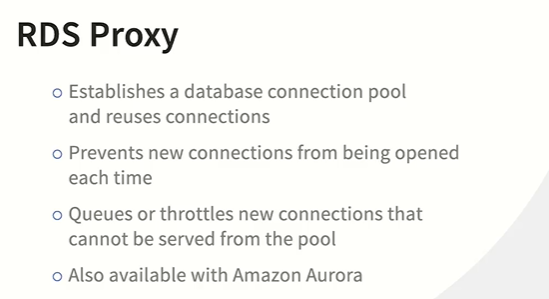 RDS Proxy
Establishes a database connection pool
and reuses connections
Prevents new connections from being opened
each time
Queues or throttles new connections that
cannot be served from the pool
Also available with Amazon Aurora